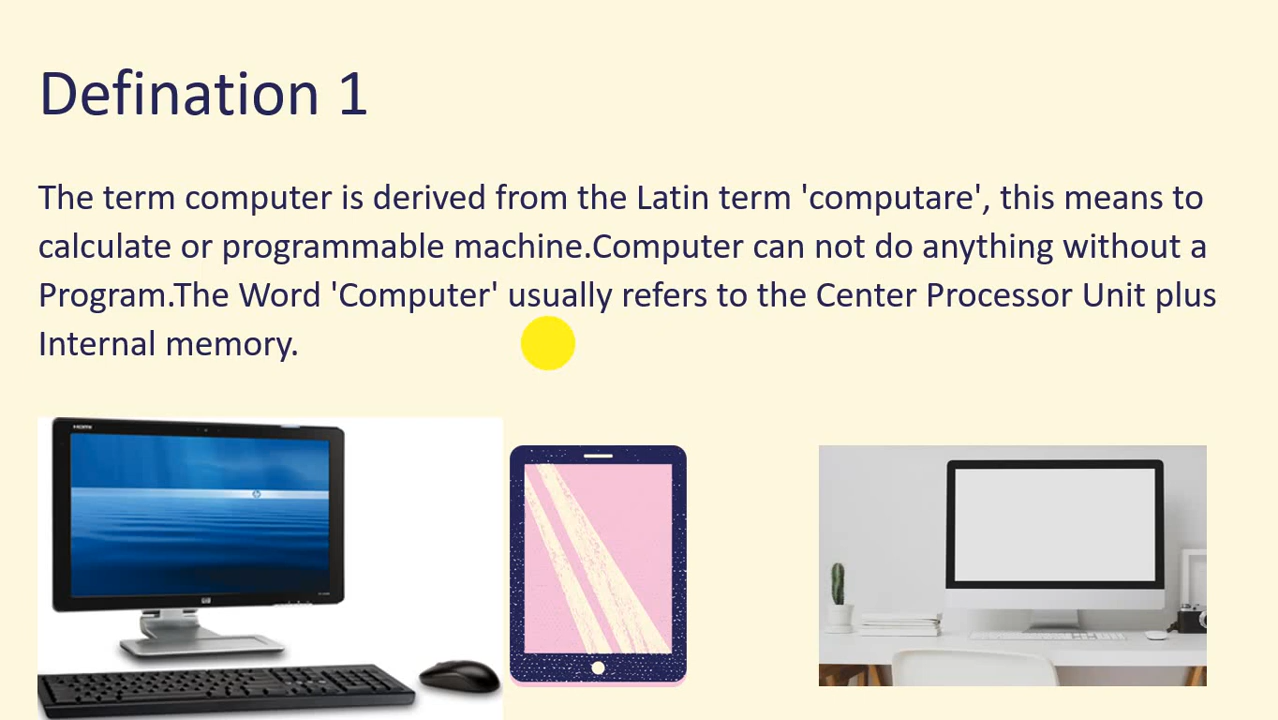 Defination 1
The term computer is derived from the Latin term 'computare', this means to
calculate or programmable machine.Computer can not do anything without a
Program.The Word 'Computer' usually refers to the Center Processor Unit plus
Internal memory.
HDMI
hp